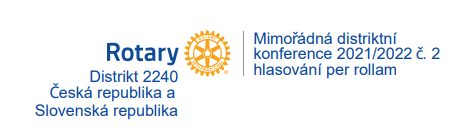 Rotary
Distrikt 2240
Česká republika a
Slovenská republika
Mimořádná distriktní
konference 2021/2022 č. 2
hlasování per rollam